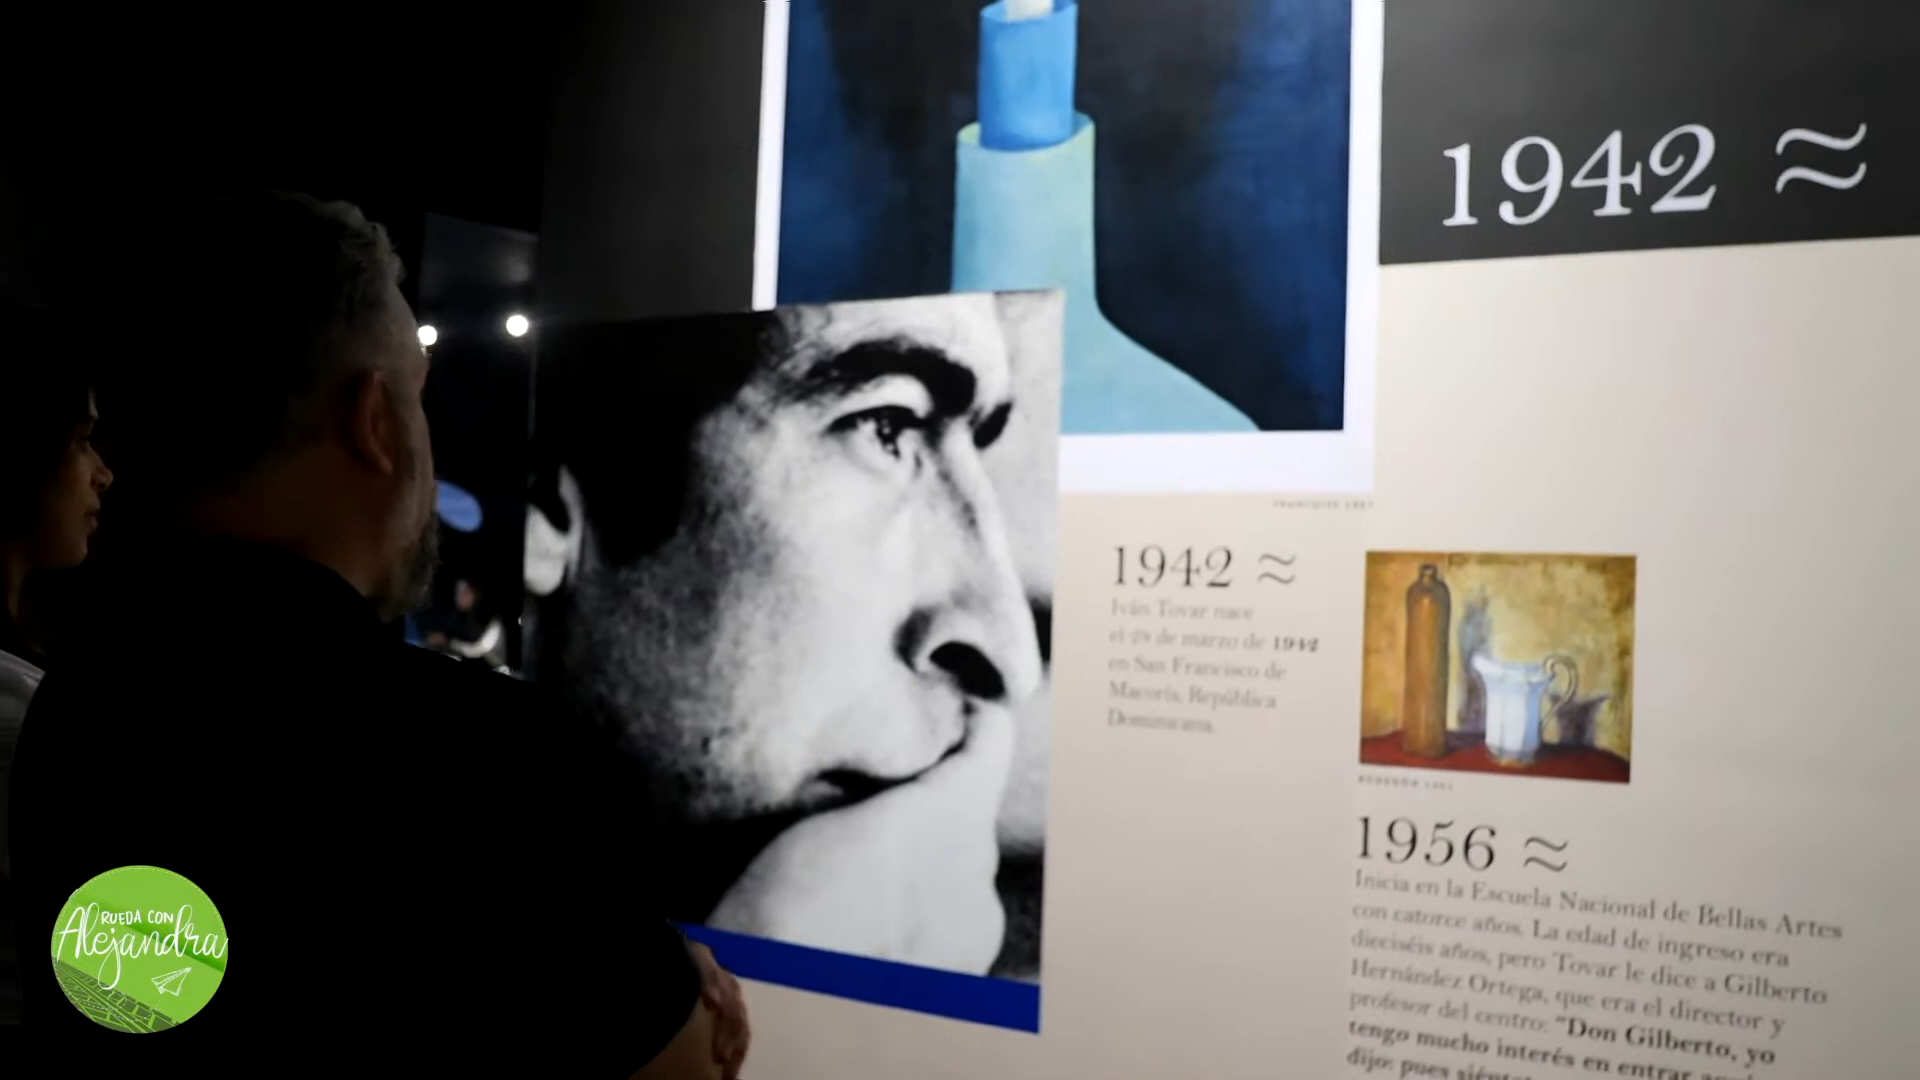 1942 ≈
1942 ≈
Iván Tovar nace
el 28 de marzo de 1942
en San Francisco de
Macorís, República
Dominicana.
1956 ≈
Inicia en la Escuela Nacional de Bellas Artes
con catorce años. La edad de ingreso era
dieciséis años, pero Tovar le dice a Gilberto
Hernández Ortega, que era el director y
profesor del centro: "Don Gilberto, yo
tengo mucho interés en entrar
dijo: pues
RUEDA CON
Alejandra